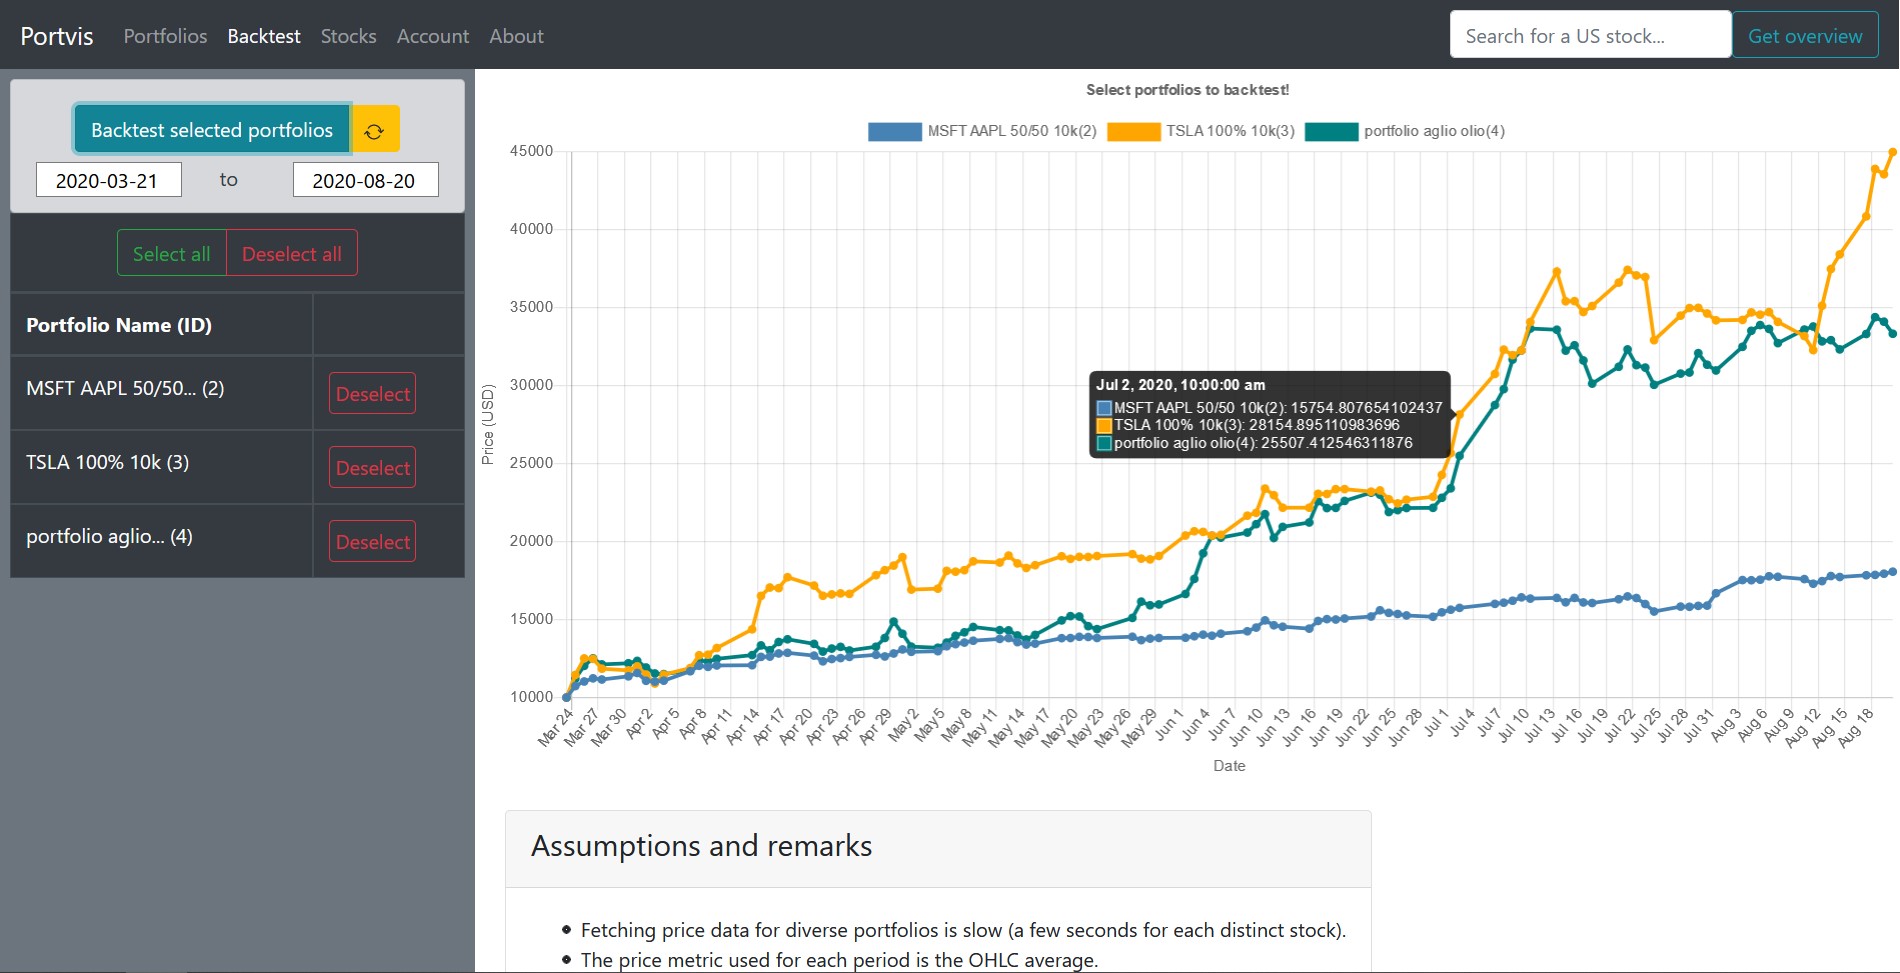 Portvis Portfolios Backtest Stocks Account About Search for a US stock... Get overview
Backtest selected portfolios
2020-03-21 to 2020-08-20
Select all Deselect all
Portfolio Name (ID)
MSFT AAPL 50/50... (2) Deselect
TSLA 100% 10k (3) Deselect
portfolio aglio... (4) Deselect
Select portfolios to backtest!
MSFT AAPL 50/50 10k(2) TSLA 100% 10k(3) portfolio aglio olio(4)
Price (USD)
45000
40000
35000
30000
25000
20000
15000
10000
Jul 2, 2020, 10:00:00 am
MSFT AAPL 50/50 10k(2): 15754.807654102437
TSLA 100% 10k(3): 28154.895110983696
portfolio aglio olio(4): 25507.412546311876
Mar 24 Mar 27 Mar 30 Apr 2 Apr 5 Apr 8 Apr 11 Apr 14 Apr 17 Apr 20 Apr 23 Apr 26 Apr 29 May 2 May 5 May 8 May 11 May 14 May 17 May 20 May 23 May 26 May 29 Jun 1 Jun 4 Jun 7 Jun 10 Jun 13 Jun 16 Jun 19 Jun 22 Jun 25 Jun 28 Jul 1 Jul 4 Jul 7 Jul 10 Jul 13 Jul 16 Jul 19 Jul 22 Jul 25 Jul 28 Jul 31 Aug 3 Aug 6 Aug 9 Aug 12 Aug 15 Aug 18
Date
Assumptions and remarks
Fetching price data for diverse portfolios is slow (a few seconds for each distinct stock).
The price metric used for each period is the OHLC average.